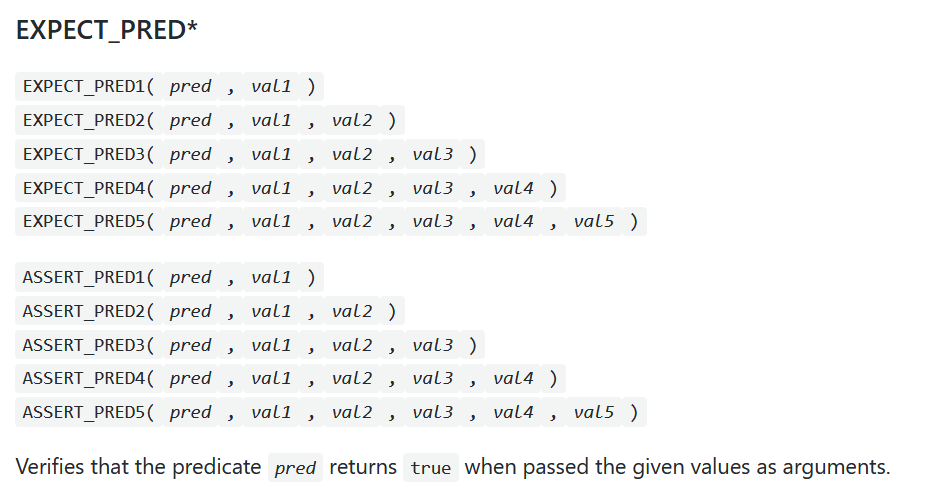 EXPECT_PRED*
EXPECT_PRED1( pred , val1 )
EXPECT_PRED2( pred , val1 , val2 )
EXPECT_PRED3( pred , val1 , val2 , val3 )
EXPECT_PRED4( pred , val1 , val2 , val3 , val4 )
EXPECT_PRED5( pred , val1 , val2 , val3 , val4 , val5 )
ASSERT_PRED1( pred , val1 )
ASSERT_PRED2( pred , val1 , val2 )
ASSERT_PRED3( pred , val1 , val2 , val3 )
ASSERT_PRED4( pred , val1 , val2 , val3 , val4 )
ASSERT_PRED5( pred , val1 , val2 , val3 , val4 , val5 )
Verifies that the predicate pred returns true when passed the given values as arguments.